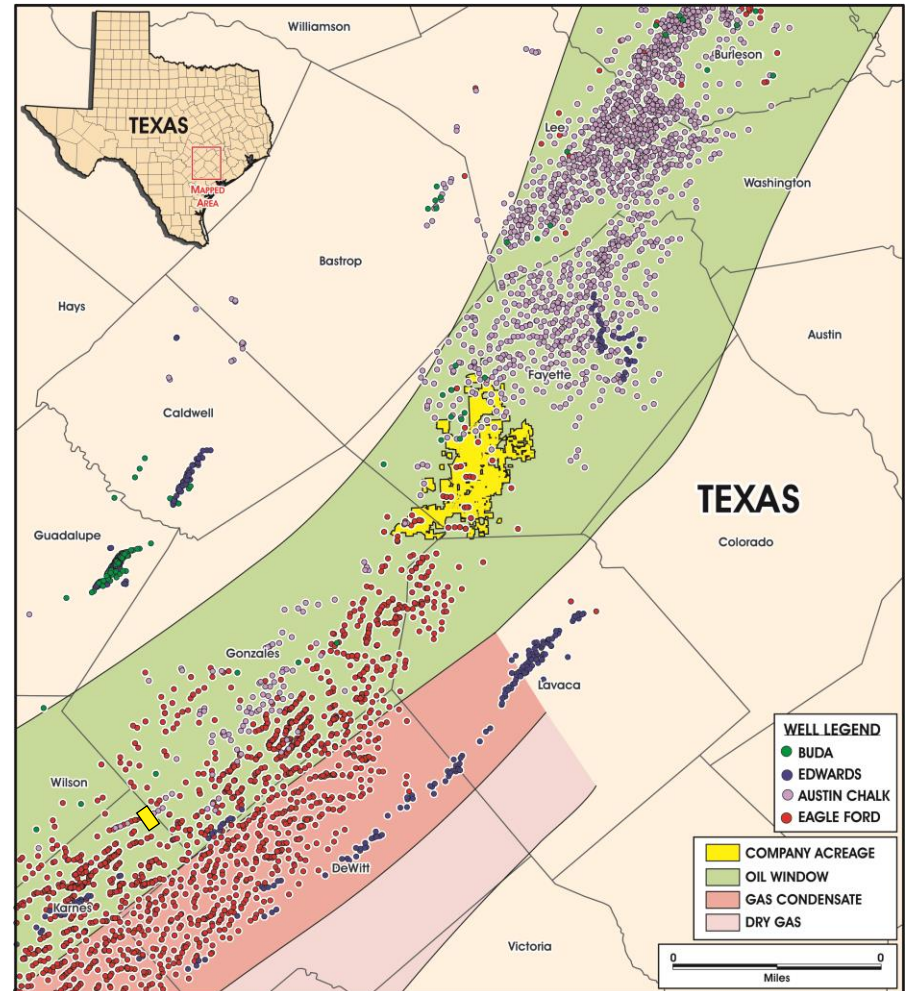 Williamson
Burleson
TEXAS
Lee
MAPPED
AREA
Washington
Bastrop
Hays
Austin
Fayette
Caldwell
TEXAS
Guadalupe
Colorado
Gonzales
Lavaca
Wilson
DeWitt
Karnes
Victoria
WELL LEGEND
BUDA
EDWARDS
AUSTIN CHALK
EAGLE FORD
COMPANY ACREAGE
OIL WINDOW
GAS CONDENSATE
DRY GAS
0 0
Miles